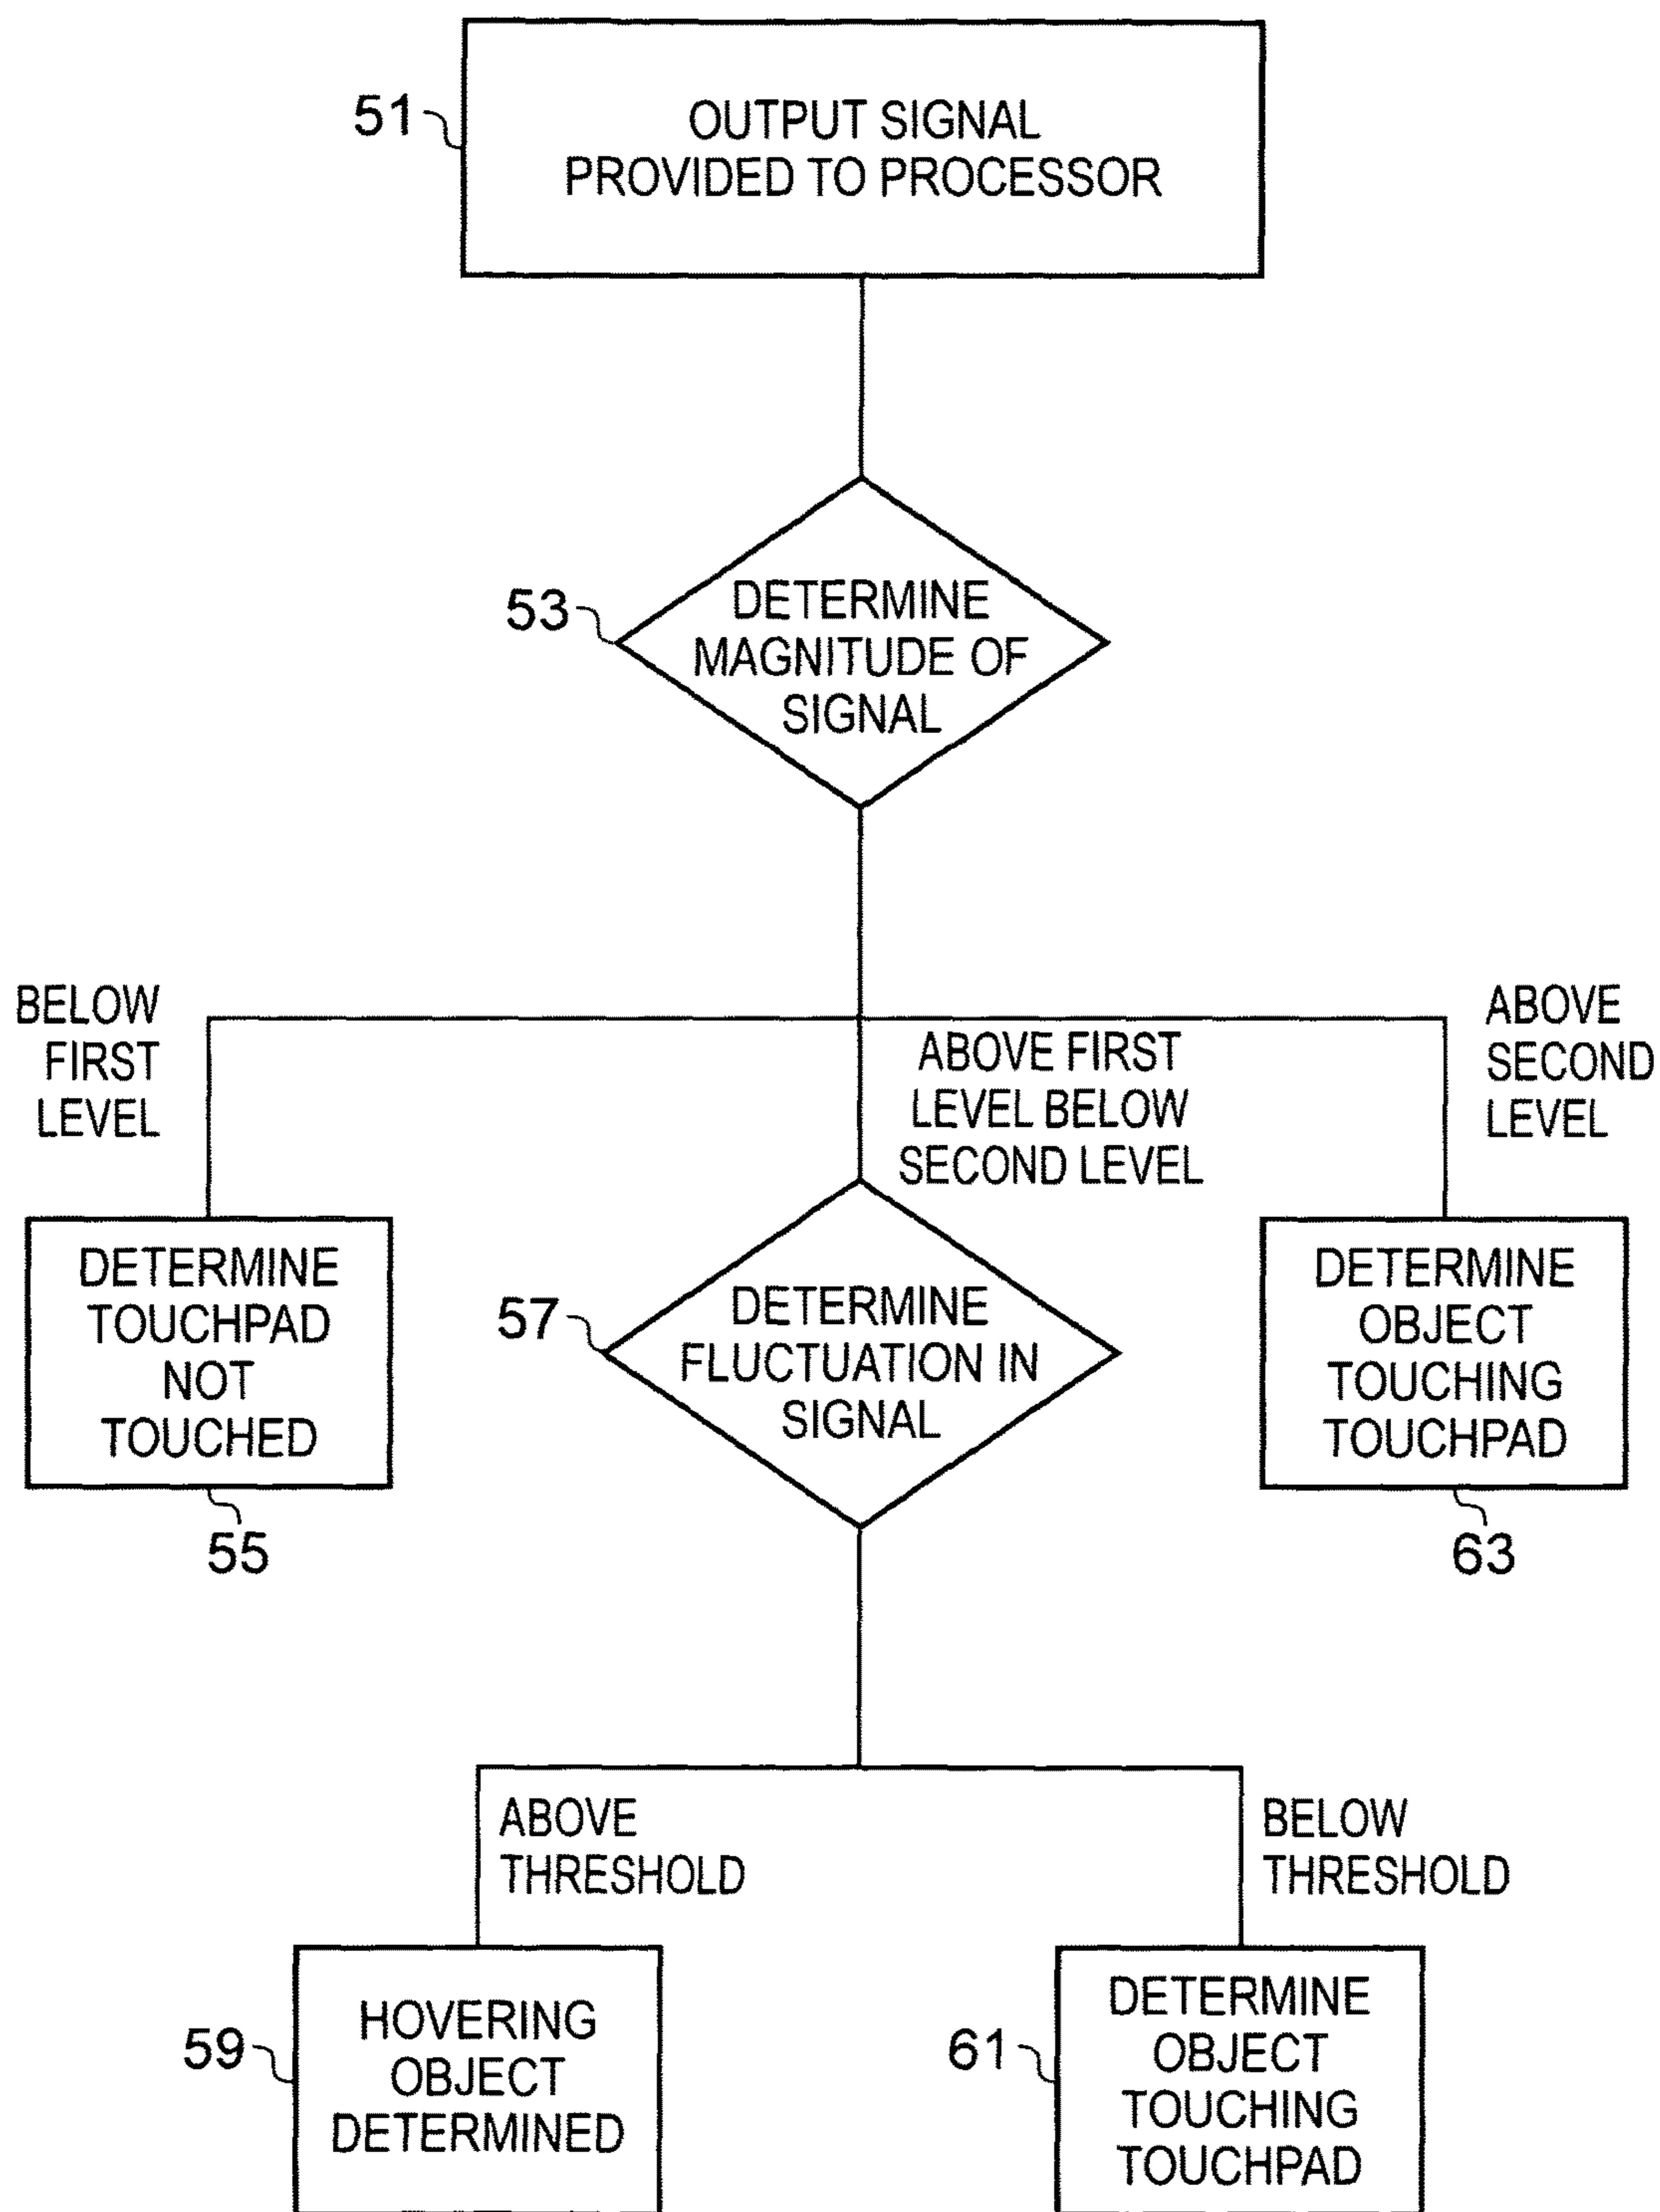 51
OUTPUT SIGNAL
PROVIDED TO PROCESSOR
53
DETERMINE
MAGNITUDE OF
SIGNAL
BELOW
FIRST
LEVEL
ABOVE FIRST
LEVEL BELOW
SECOND LEVEL
ABOVE
SECOND
LEVEL
DETERMINE
TOUCHPAD
NOT
TOUCHED
55
57
DETERMINE
FLUCTUATION IN
SIGNAL
DETERMINE
OBJECT
TOUCHING
TOUCHPAD
63
ABOVE
THRESHOLD
BELOW
THRESHOLD
59
HOVERING
OBJECT
DETERMINED
61
DETERMINE
OBJECT
TOUCHING
TOUCHPAD